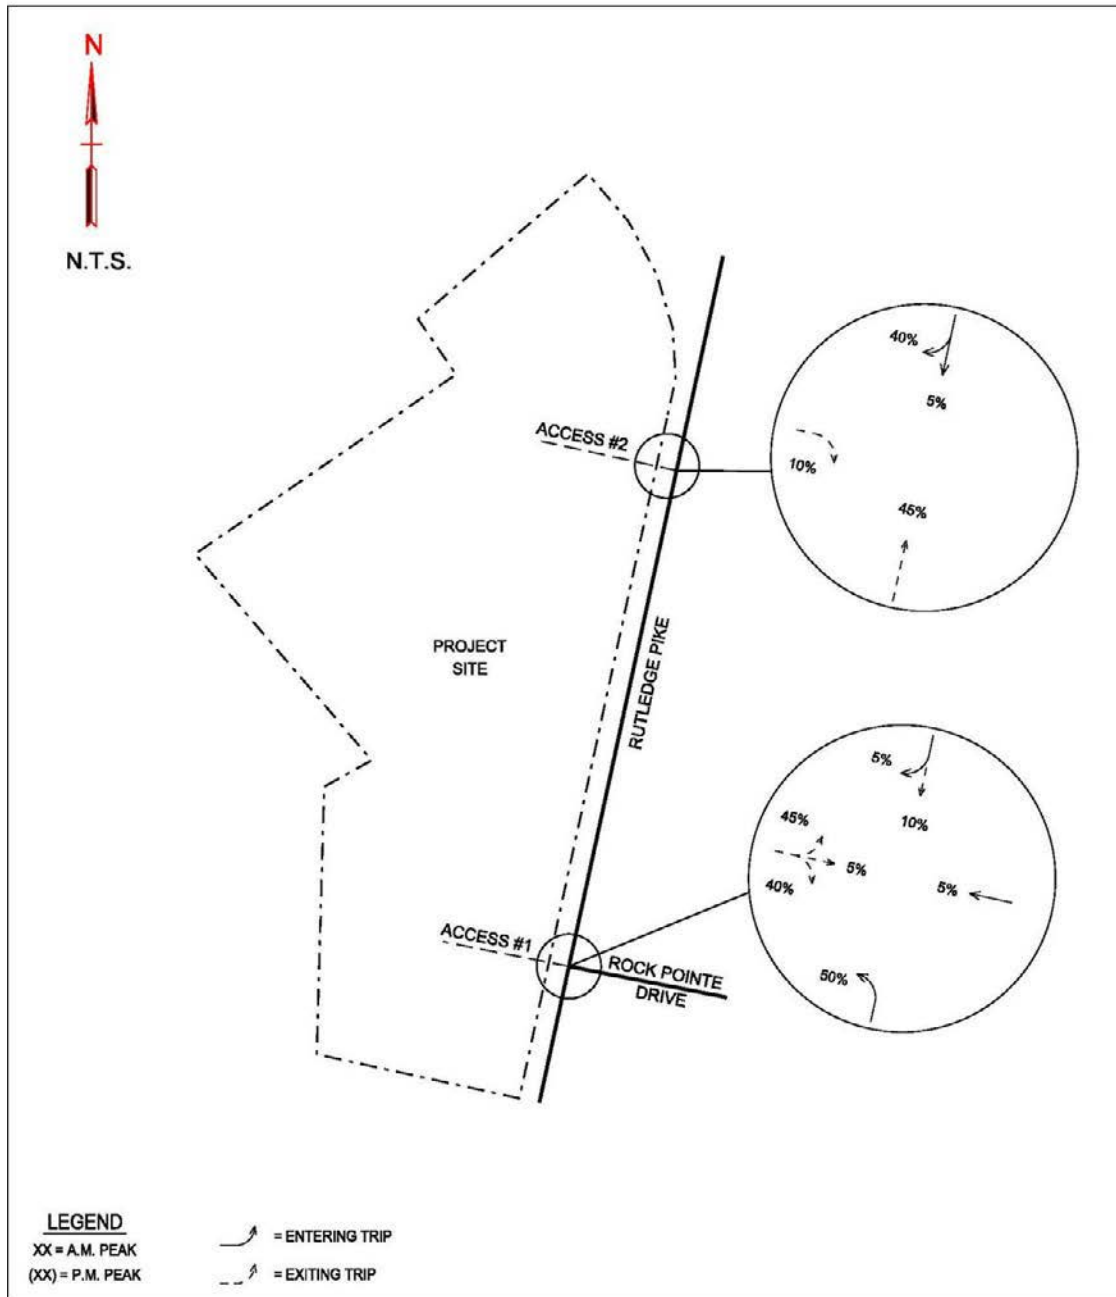 N
N.T.S.
40%
5%
ACCESS #2
10%
45%
PROJECT
SITE
RUTLEDGE PIKE
5%
10%
45%
5%
40%
5%
50%
ACCESS #1
ROCK POINTE
DRIVE
LEGEND
XX = A.M. PEAK
(XX) = P.M. PEAK
= ENTERING TRIP
= EXITING TRIP